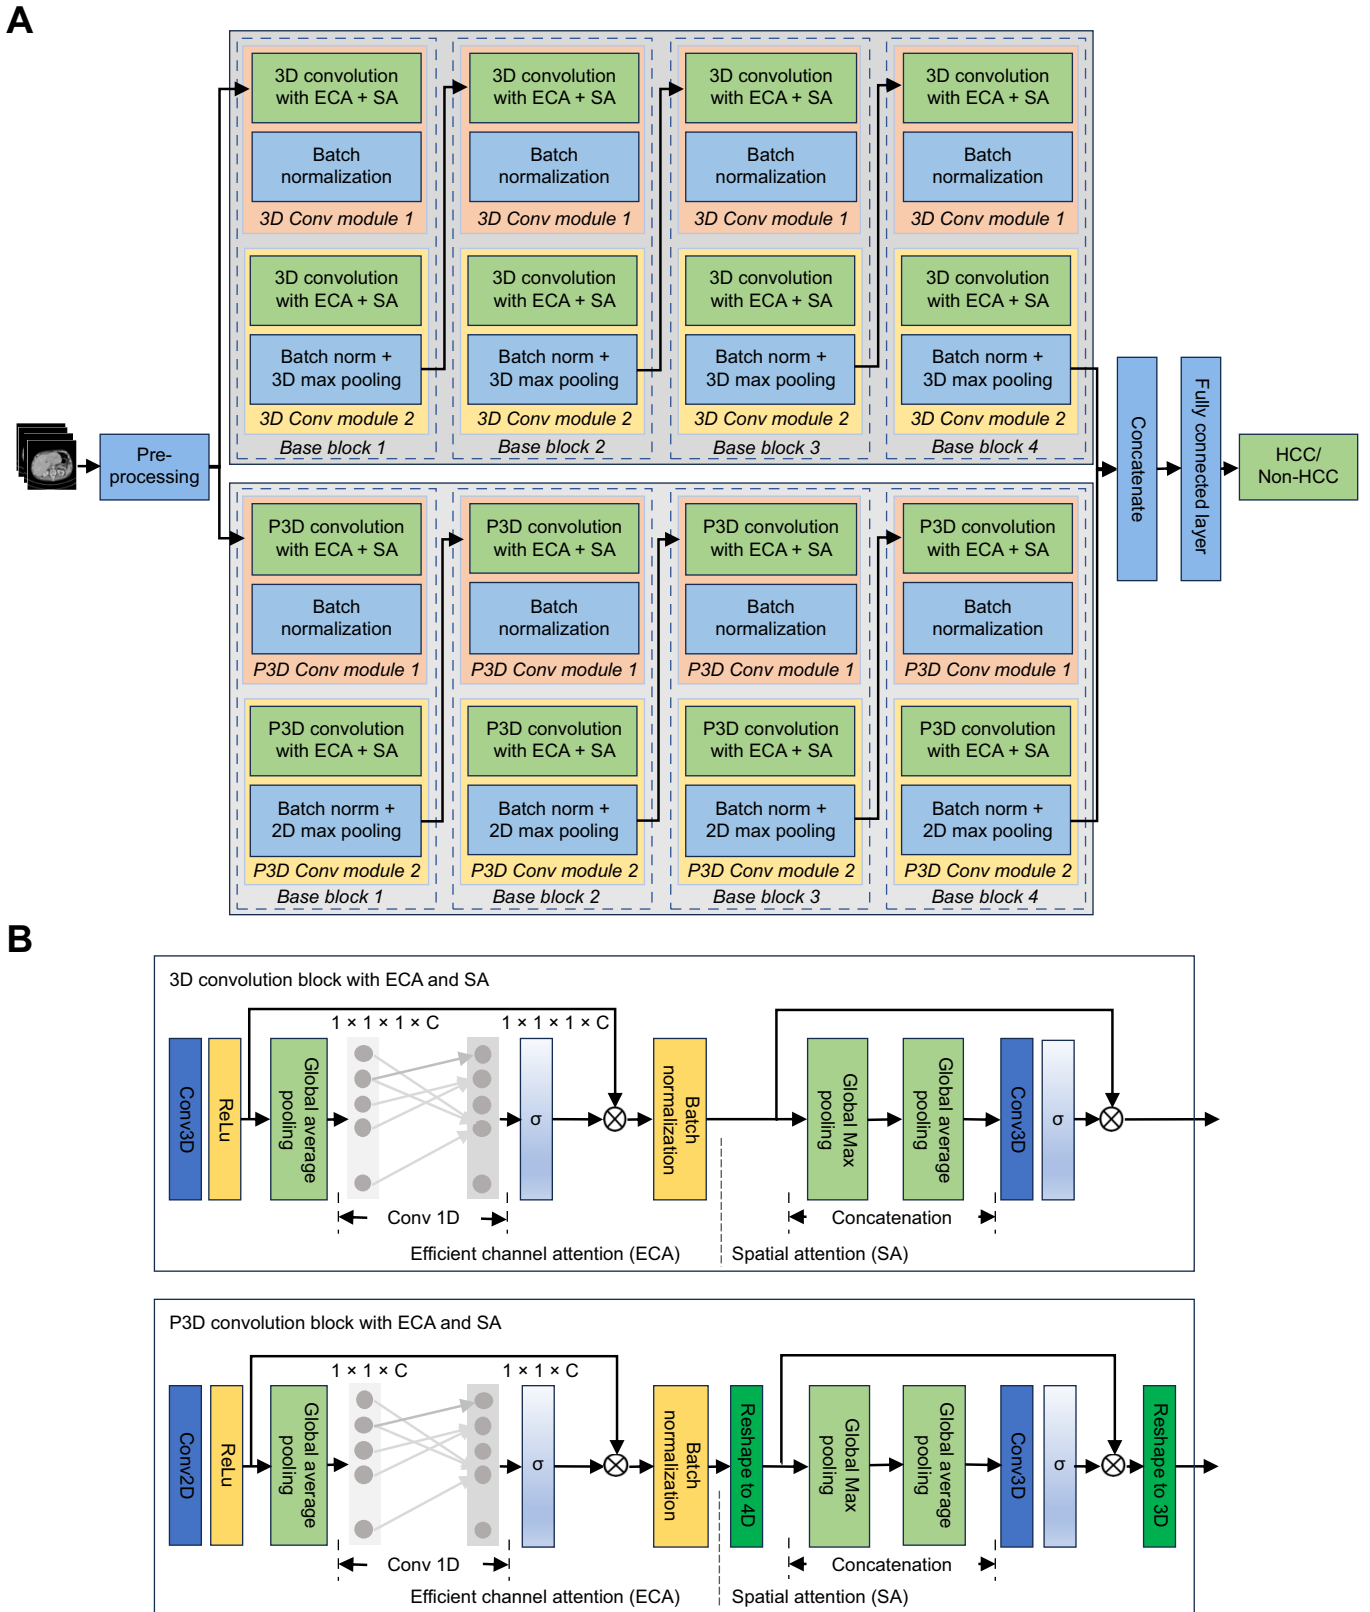 A
3D convolution
with ECA + SA
Batch
normalization
3D Conv module 1
3D convolution
with ECA + SA
Batch norm +
3D max pooling
3D Conv module 2
Base block 1
3D convolution
with ECA + SA
Batch
normalization
3D Conv module 1
3D convolution
with ECA + SA
Batch norm +
3D max pooling
3D Conv module 2
Base block 2
3D convolution
with ECA + SA
Batch
normalization
3D Conv module 1
3D convolution
with ECA + SA
Batch norm +
3D max pooling
3D Conv module 2
Base block 3
3D convolution
with ECA + SA
Batch
normalization
3D Conv module 1
3D convolution
with ECA + SA
Batch norm +
3D max pooling
3D Conv module 2
Base block 4
Pre-
processing
P3D convolution
with ECA + SA
Batch
normalization
P3D Conv module 1
P3D convolution
with ECA + SA
Batch norrm +
2D max pooling
P3D Conv module 2
Base block 1
P3D convolution
with ECA + SA
Batch
normalization
P3D Conv module 1
P3D convolution
with ECA + SA
Batch norm +
2D max pooling
P3D Conv module 2
Base block 2
P3D convolution
with ECA + SA
Batch
normalization
P3D Conv module 1
P3D convolution
with ECA + SA
Batch norm +
2D max pooling
P3D Conv module 2
Base block 3
P3D convolution
with ECA + SA
Batch
normalization
P3D Conv module 1
P3D convolution
with ECA + SA
Batch norm +
2D max pooling
P3D Conv module 2
Base block 4
Concatenate
Fully connected layer
HCC/
Non-HCC
B
3D convolution block with ECA and SA
1 × 1 × 1 × C
1 × 1 × 1 × C
Conv3D
ReLu
Global average
pooling
σ
Batch
normalization
Global Max
pooling
Global average
pooling
Conv3D
σ
Conv 1D
Concatenation
Efficient channel attention (ECA)
Spatial attention (SA)
P3D convolution block with ECA and SA
1 × 1 × C
1 × 1 × C
Conv2D
ReLu
Global average
pooling
σ
Batch
normalization
Reshape to 4D
Global Max
pooling
Global average
pooling
Conv3D
σ
Reshape to 3D
Conv 1D
Concatenation
Efficient channel attention (ECA)
Spatial attention (SA)